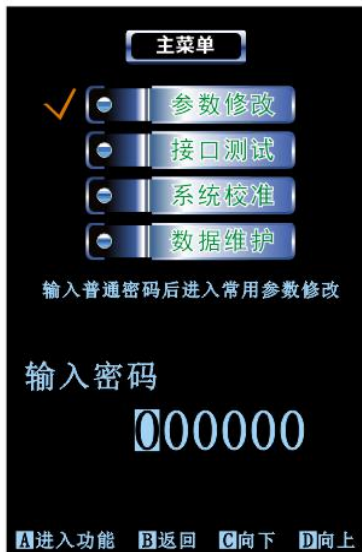 主菜单
参数修改
接口测试
系统校准
数据维护
输入普通密码后进入常用参数修改
输入密码
000000
A进入功能 B返回 C向下 D向上